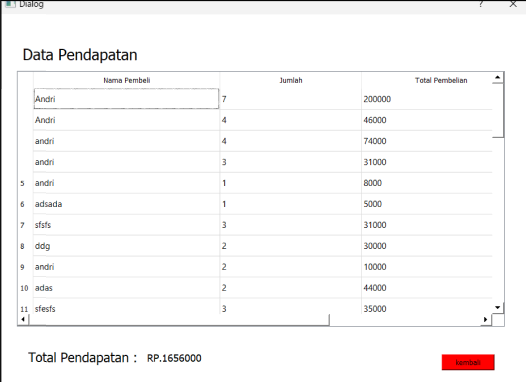 Dialog ? X
Data Pendapatan
Nama Pembeli Jumlah Total Pembelian
Andri 7 200000
Andri 4 46000
andri 4 74000
andri 3 31000
5 andri 1 8000
6 adsada 1 5000
7 sfsfs 3 31000
8 ddg 2 30000
9 andri 2 10000
10 adas 2 44000
11 sfesfs 3 35000
Total Pendapatan : RP.1656000
kembali